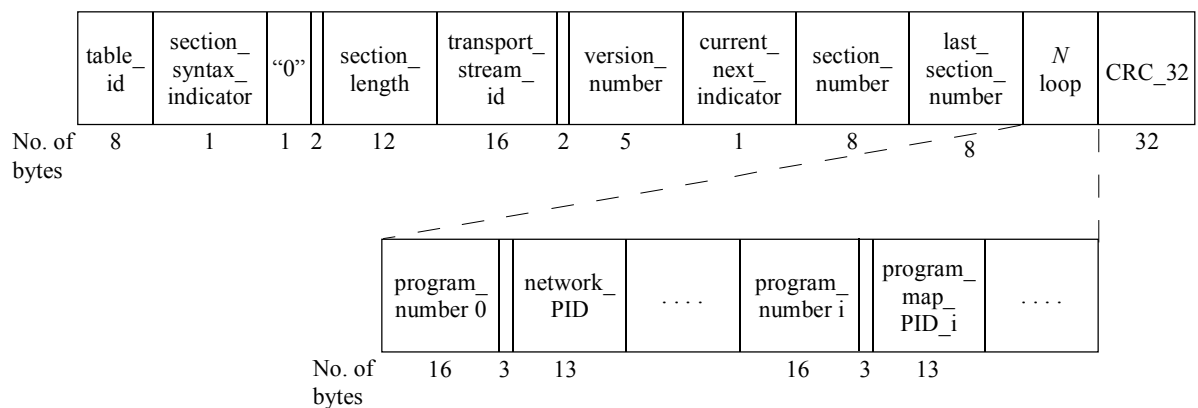 table_
id
section_
syntax_
indicator
“0”
section_
length
transport_
stream_
id
version_
number
current_
next_
indicator
section_
number
last_
section_
number
N
loop
CRC_32
No. of
bytes
8 1 1 2 12 16 2 5 1 8 8 32
program_
number 0
network_
PID
. . . .
program_
number i
program_
map_
PID_i
. . . .
No. of
bytes
16 3 13 16 3 13